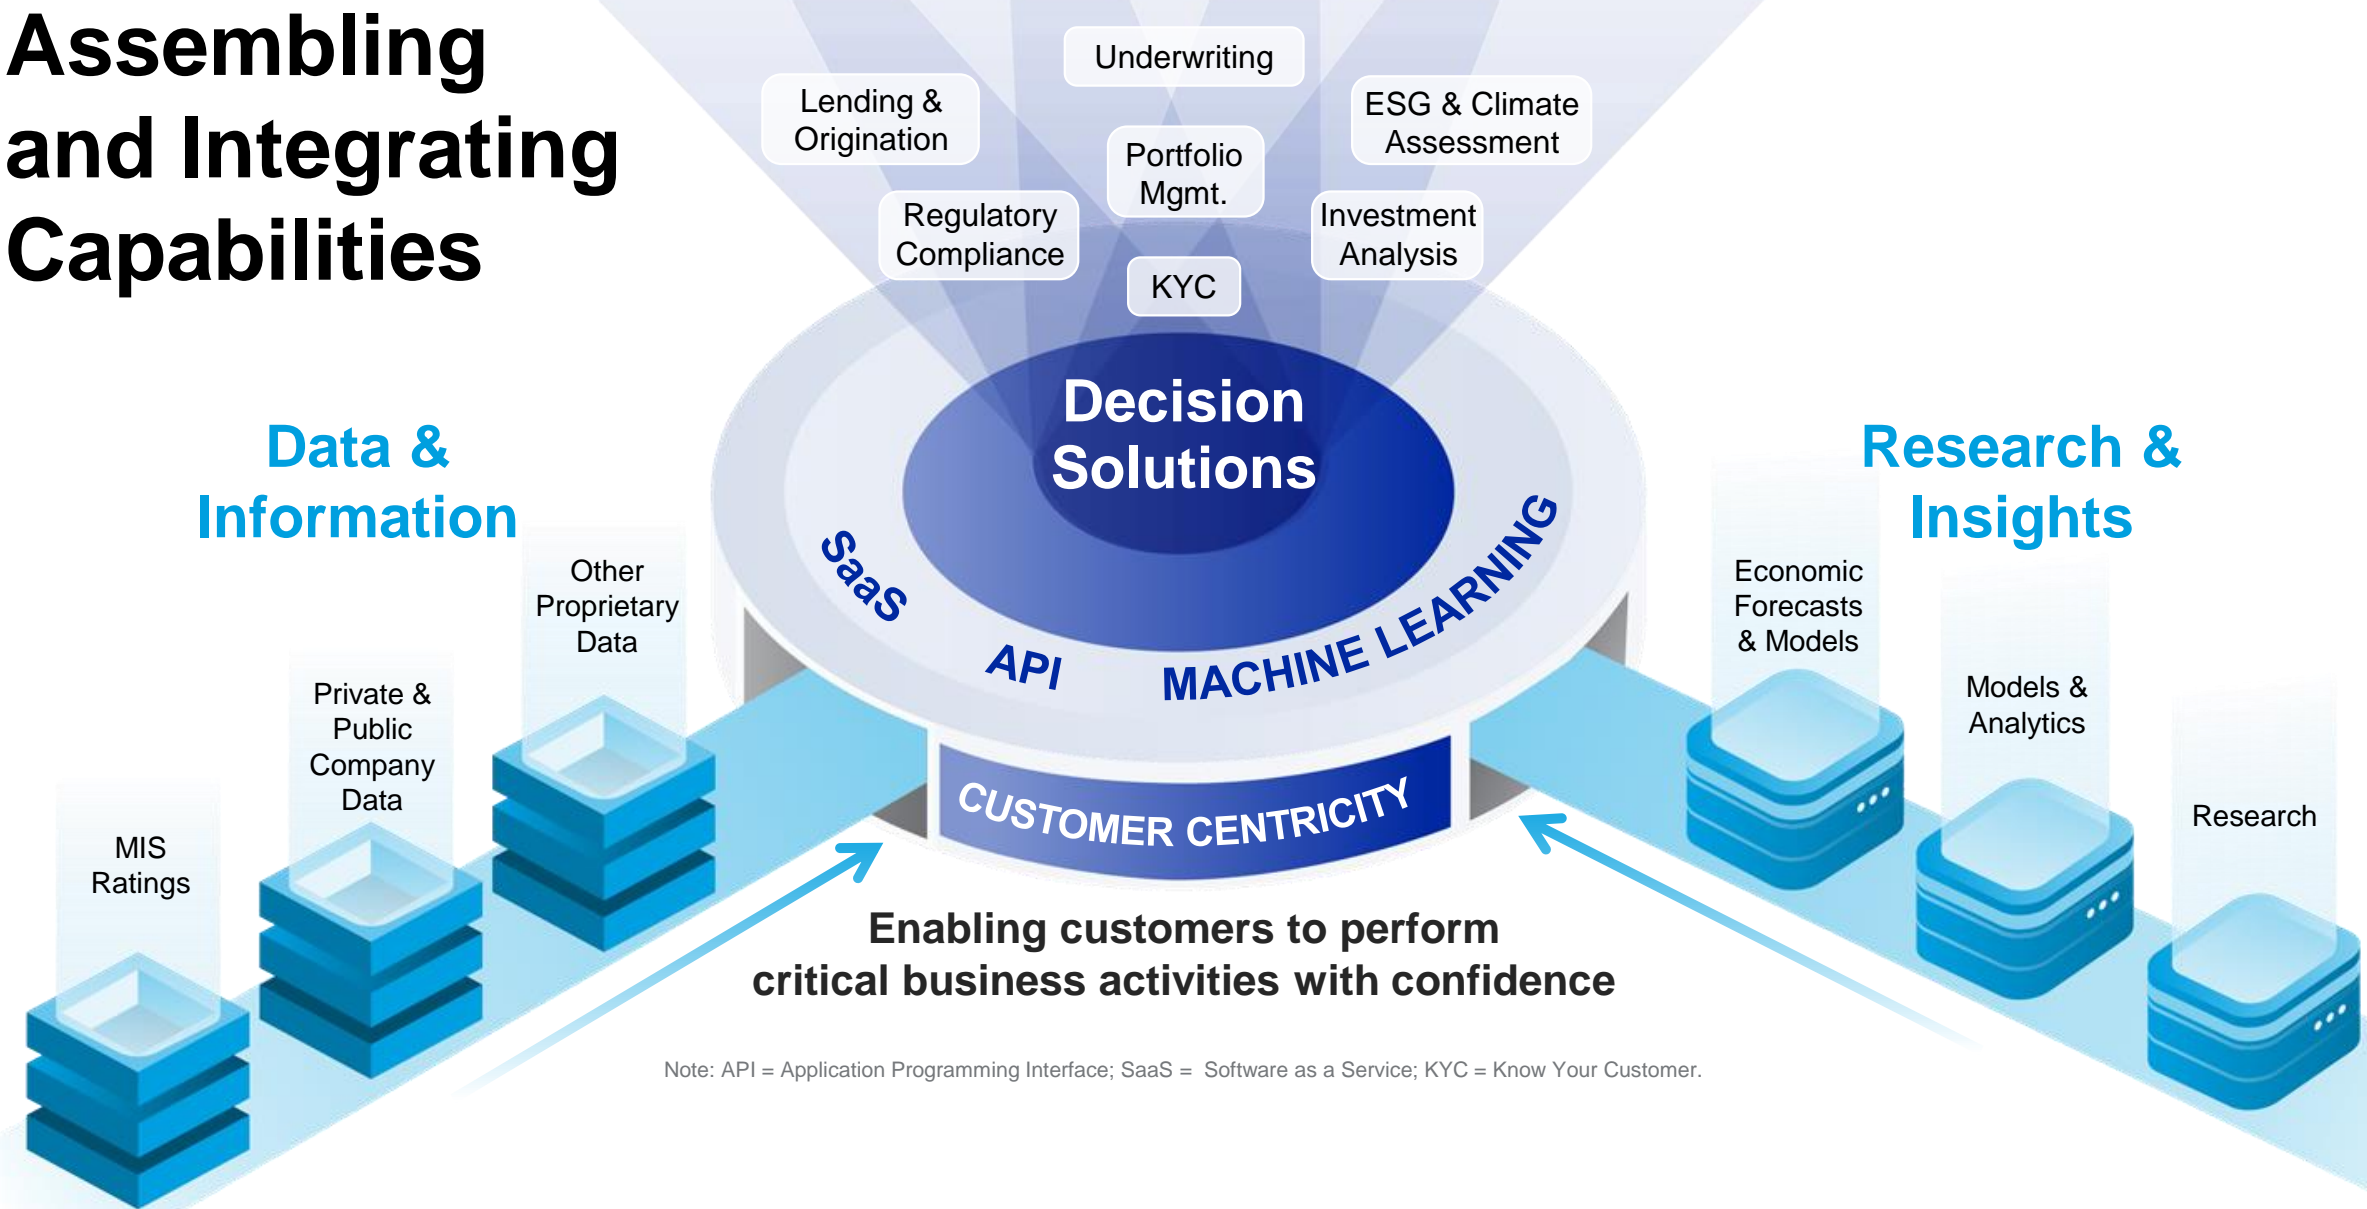 Assembling
and Integrating
Capabilities
Underwriting
Lending &
Origination
ESG & Climate
Assessment
Portfolio
Mgmt.
Regulatory
Compliance
Investment
Analysis
KYC
Decision
Solutions
SaaS
API
MACHINE LEARNING
CUSTOMER CENTRICITY
Data &
Information
Other
Proprietary
Data
Private &
Public
Company
Data
MIS
Ratings
Research &
Insights
Economic
Forecasts
& Models
Models &
Analytics
Research
Enabling customers to perform
critical business activities with confidence
Note: API = Application Programming Interface; SaaS = Software as a Service; KYC = Know Your Customer.